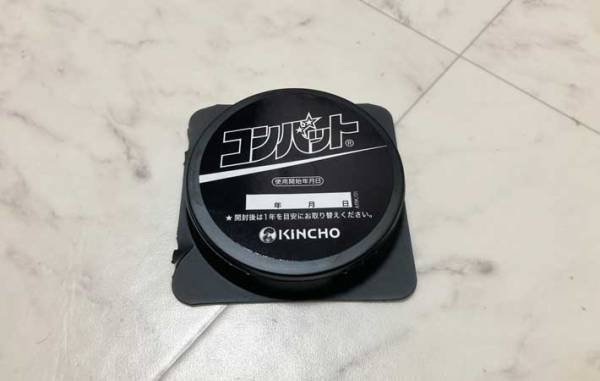 コンバット®
使用開始年月日
年 月 日
★開封後は1年を目安にお取り替えください。
KINCHO